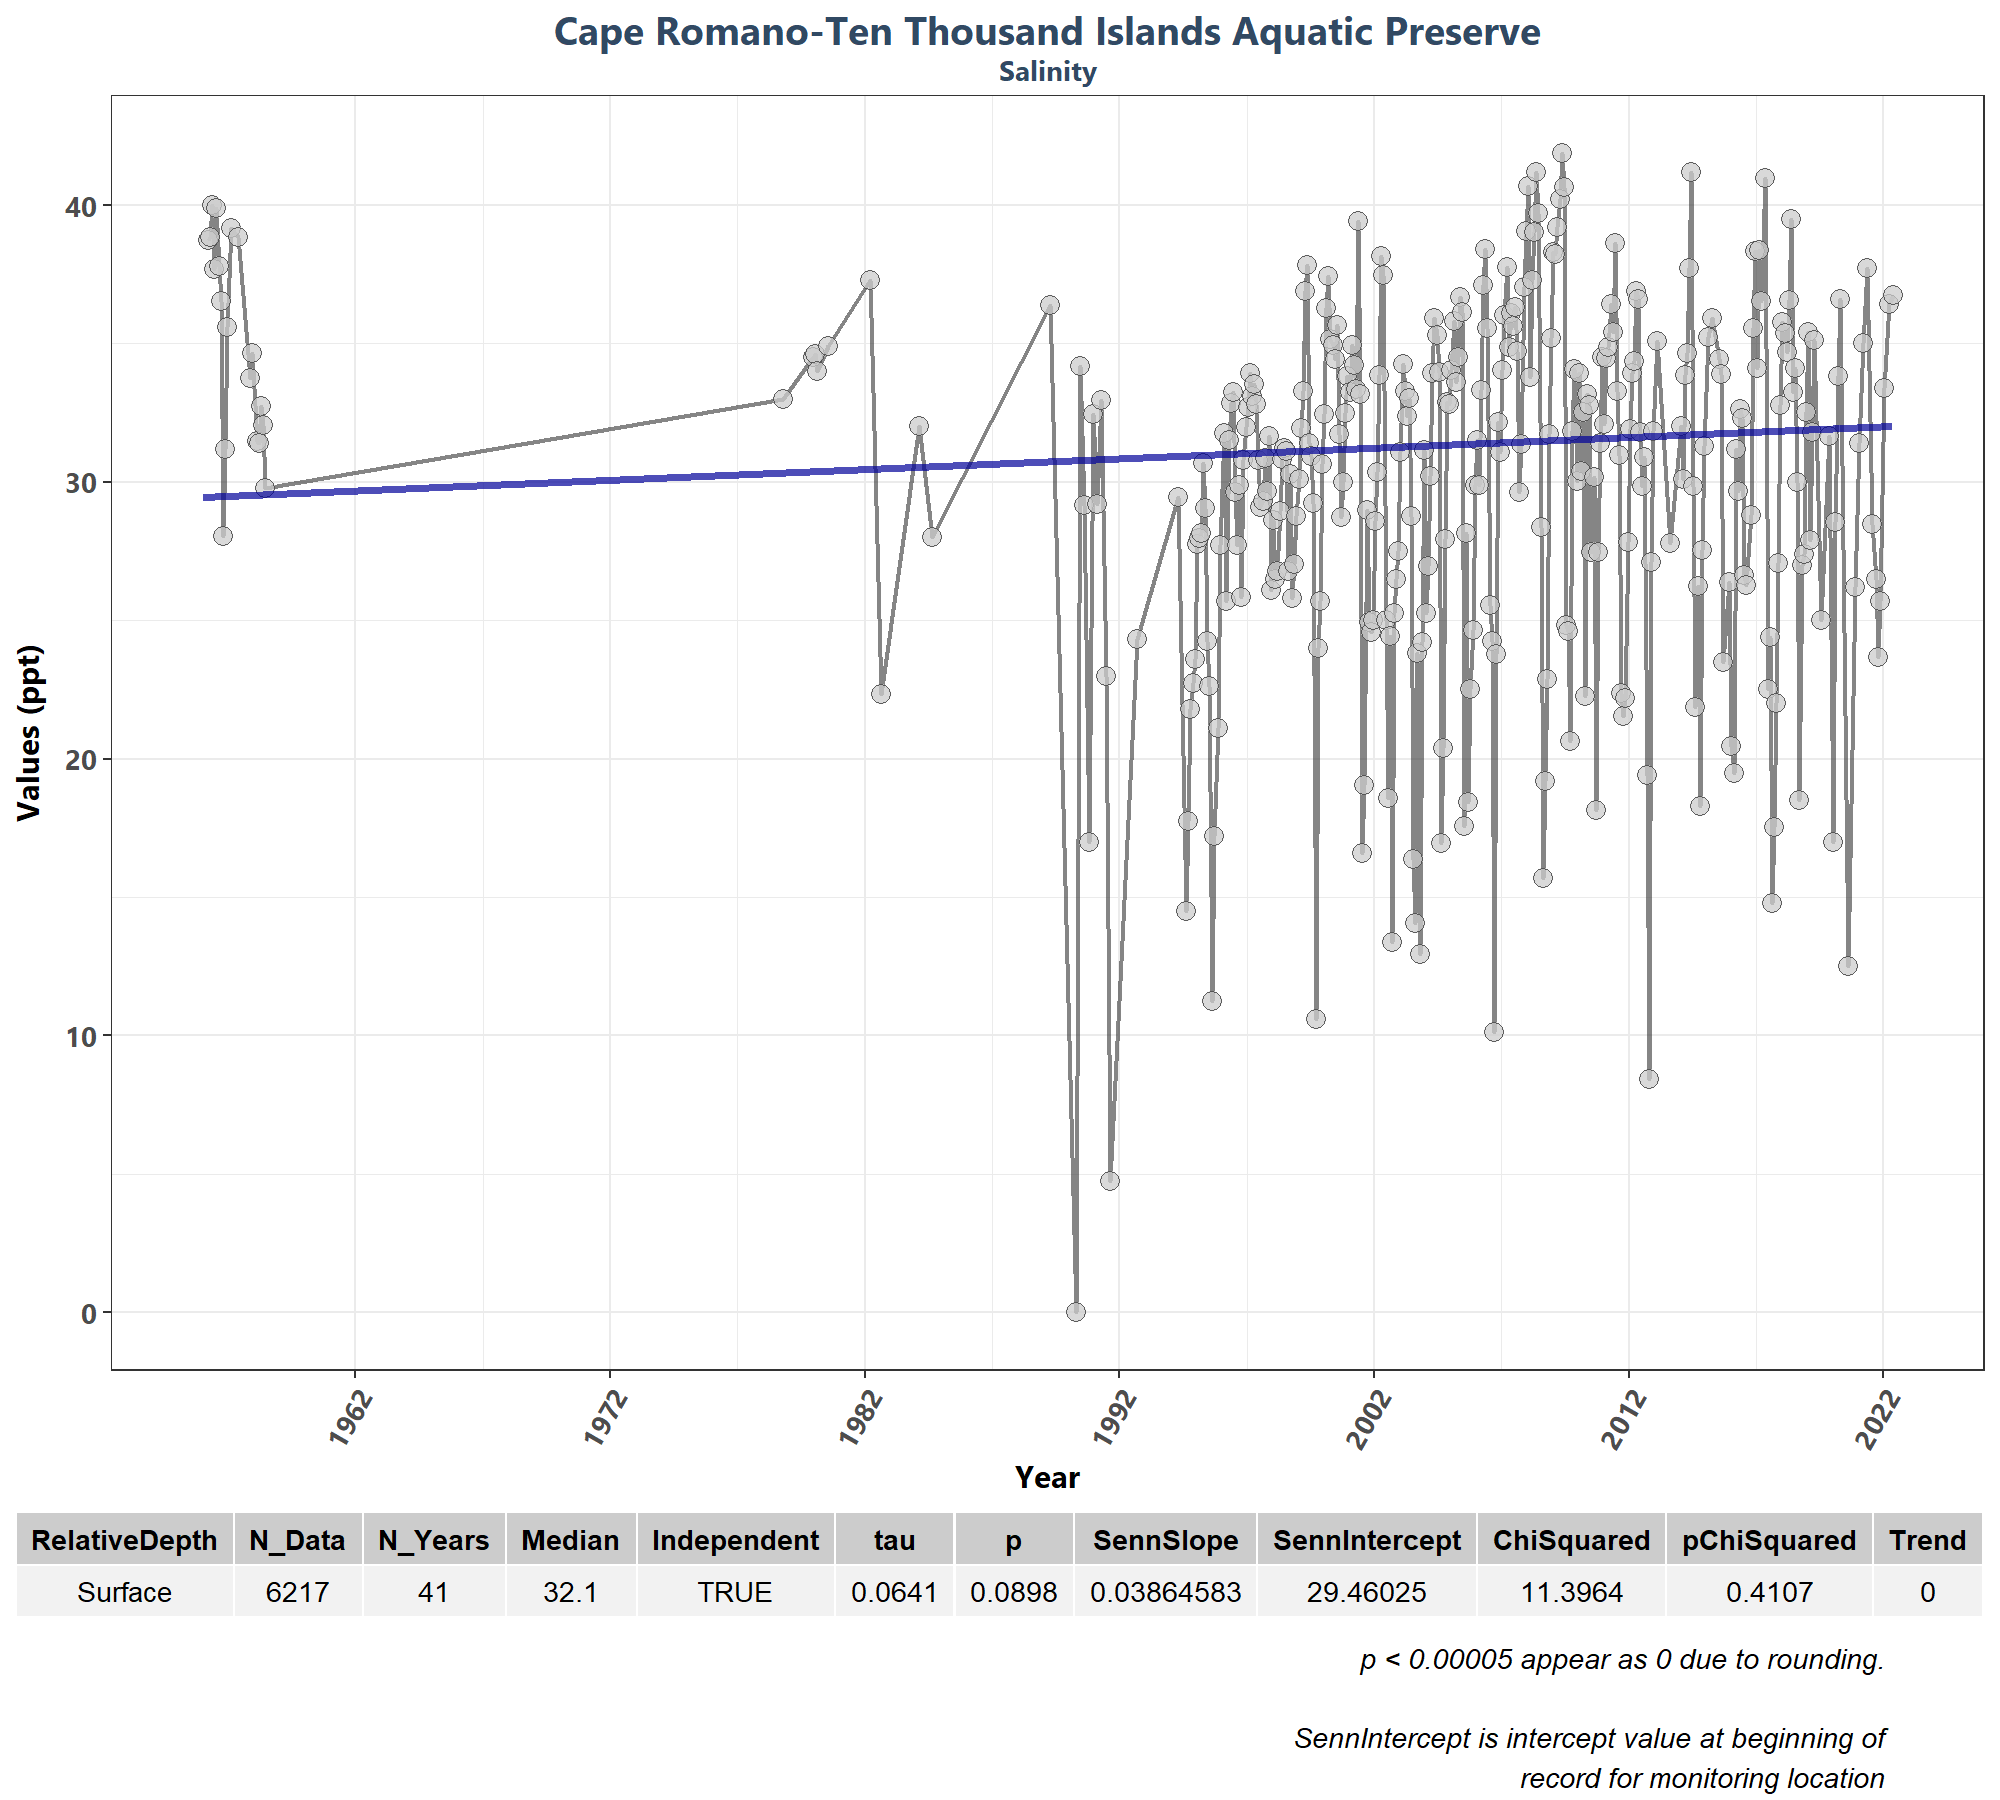 Cape Romano-Ten Thousand Islands Aquatic Preserve
Salinity
Values (ppt)
40
30
20
10
0
1962
1972
1982
1992
2002
2012
2022
Year
RelativeDepth N_Data N_Years Median Independent tau p SennSlope SennIntercept ChiSquared pChiSquared Trend
Surface 6217 41 32.1 TRUE 0.0641 0.0898 0.03864583 29.46025 11.3964 0.4107 0
p < 0.00005 appear as 0 due to rounding.
SennIntercept is intercept value at beginning of
record for monitoring location